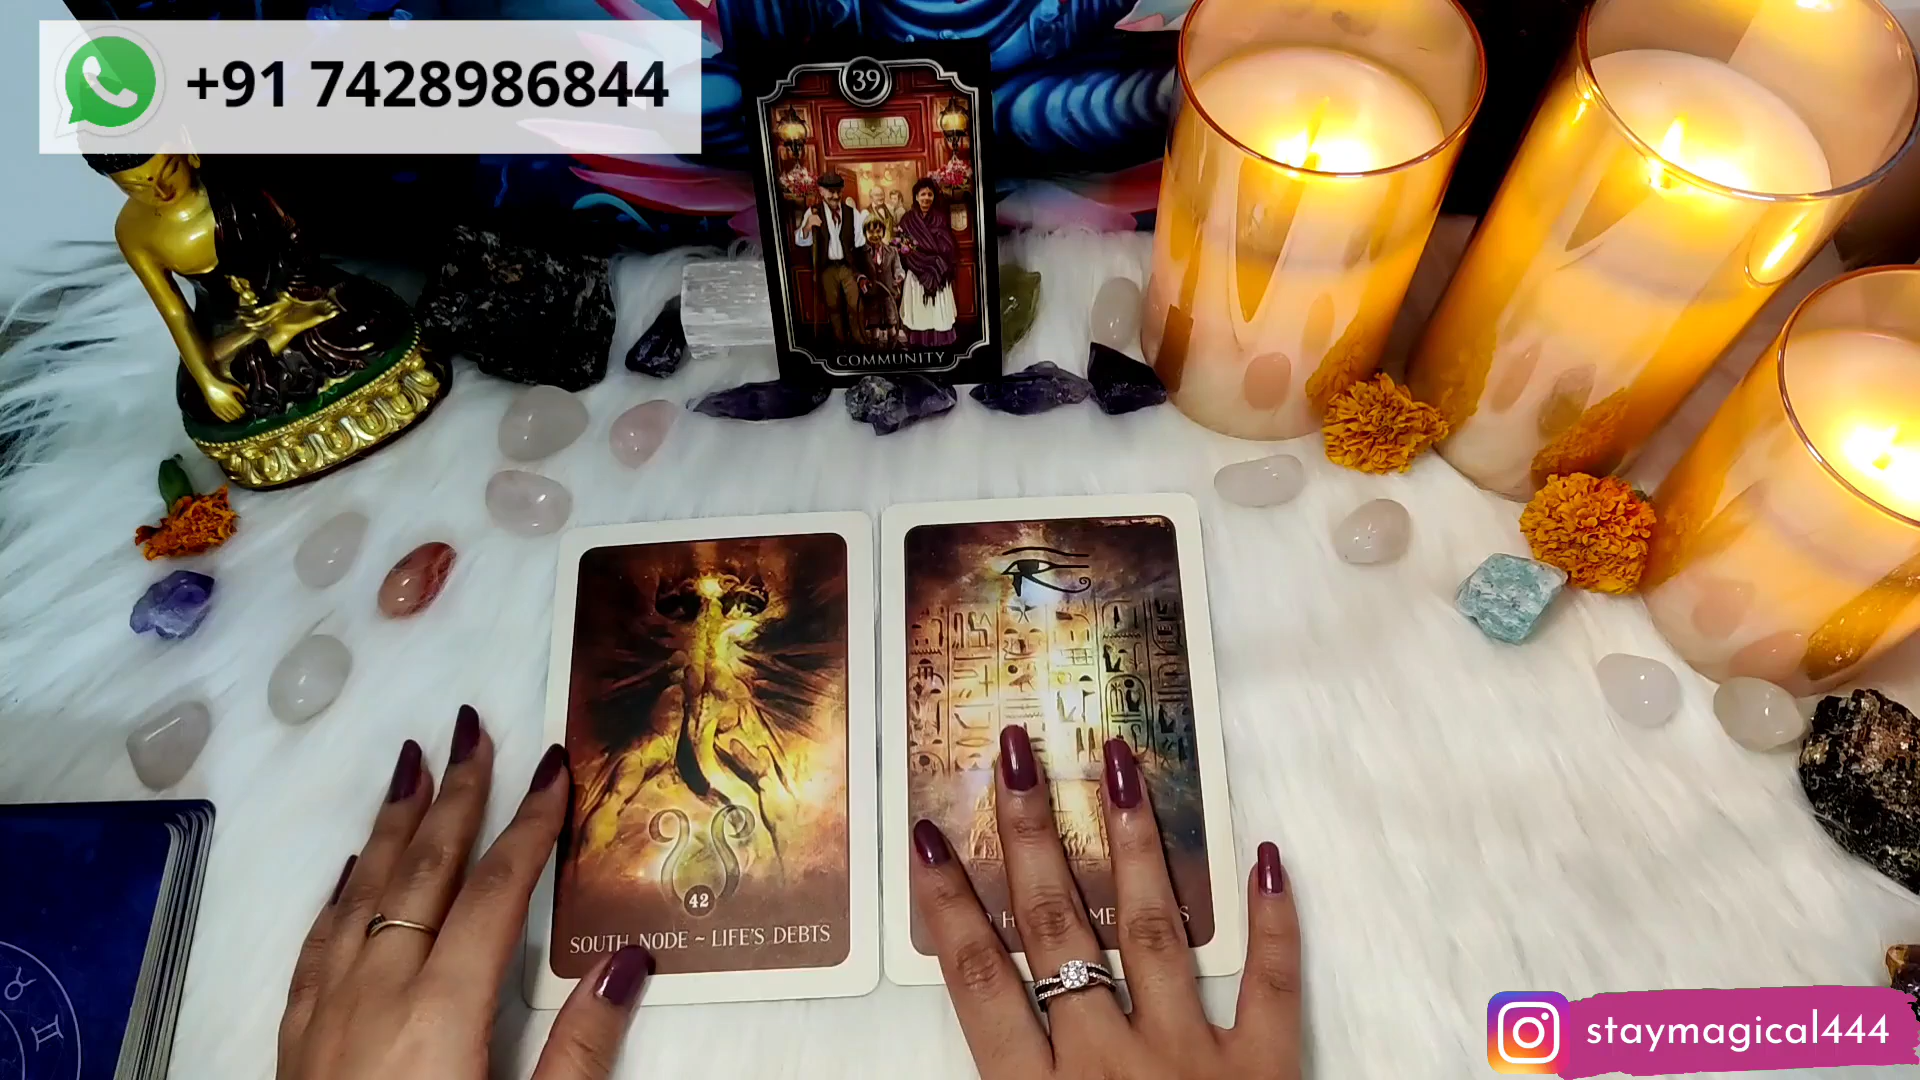 +91 7428986844
39
COMMUNITY
42
SOUTH NODE ~ LIFE'S DEBTS
staymagical444